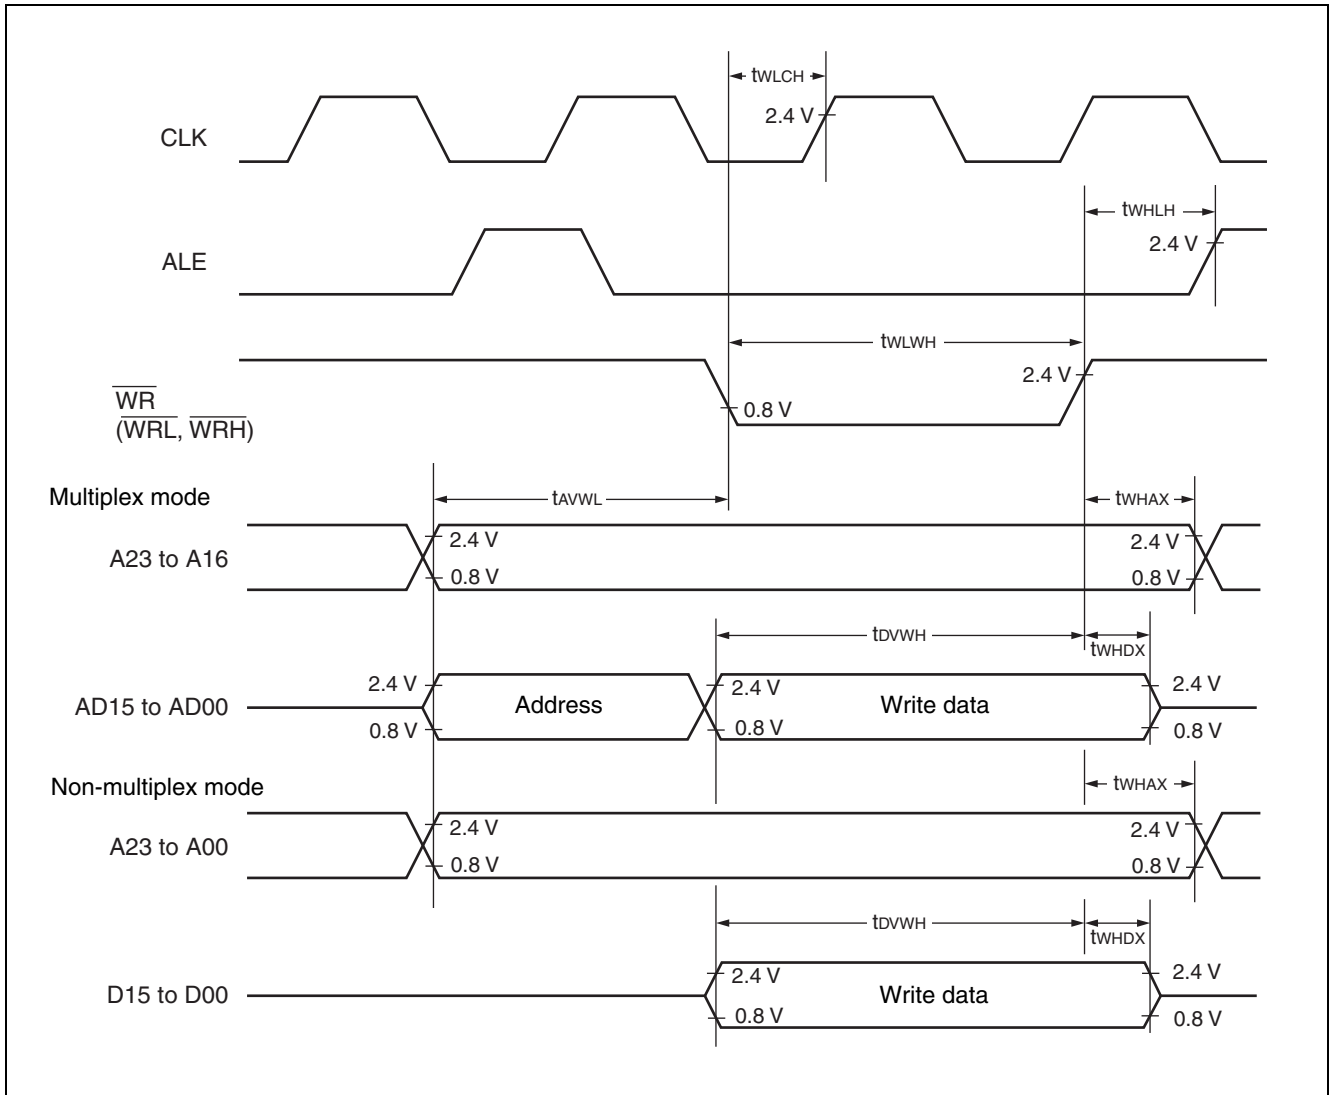 tWLCH
2.4 V
CLK
tWHLH
2.4 V
ALE
tWLWH
2.4 V
WR
0.8 V
(WRL, WRH)
Multiplex mode
tAVWL
tWHAX
2.4 V
2.4 V
A23 to A16
0.8 V
0.8 V
tDVWH
tWHDX
2.4 V
2.4 V
2.4 V
AD15 to AD00
Address
Write data
0.8 V
0.8 V
0.8 V
Non-multiplex mode
tWHAX
2.4 V
2.4 V
A23 to A00
0.8 V
0.8 V
tDVWH
tWHDX
2.4 V
2.4 V
D15 to D00
Write data
0.8 V
0.8 V